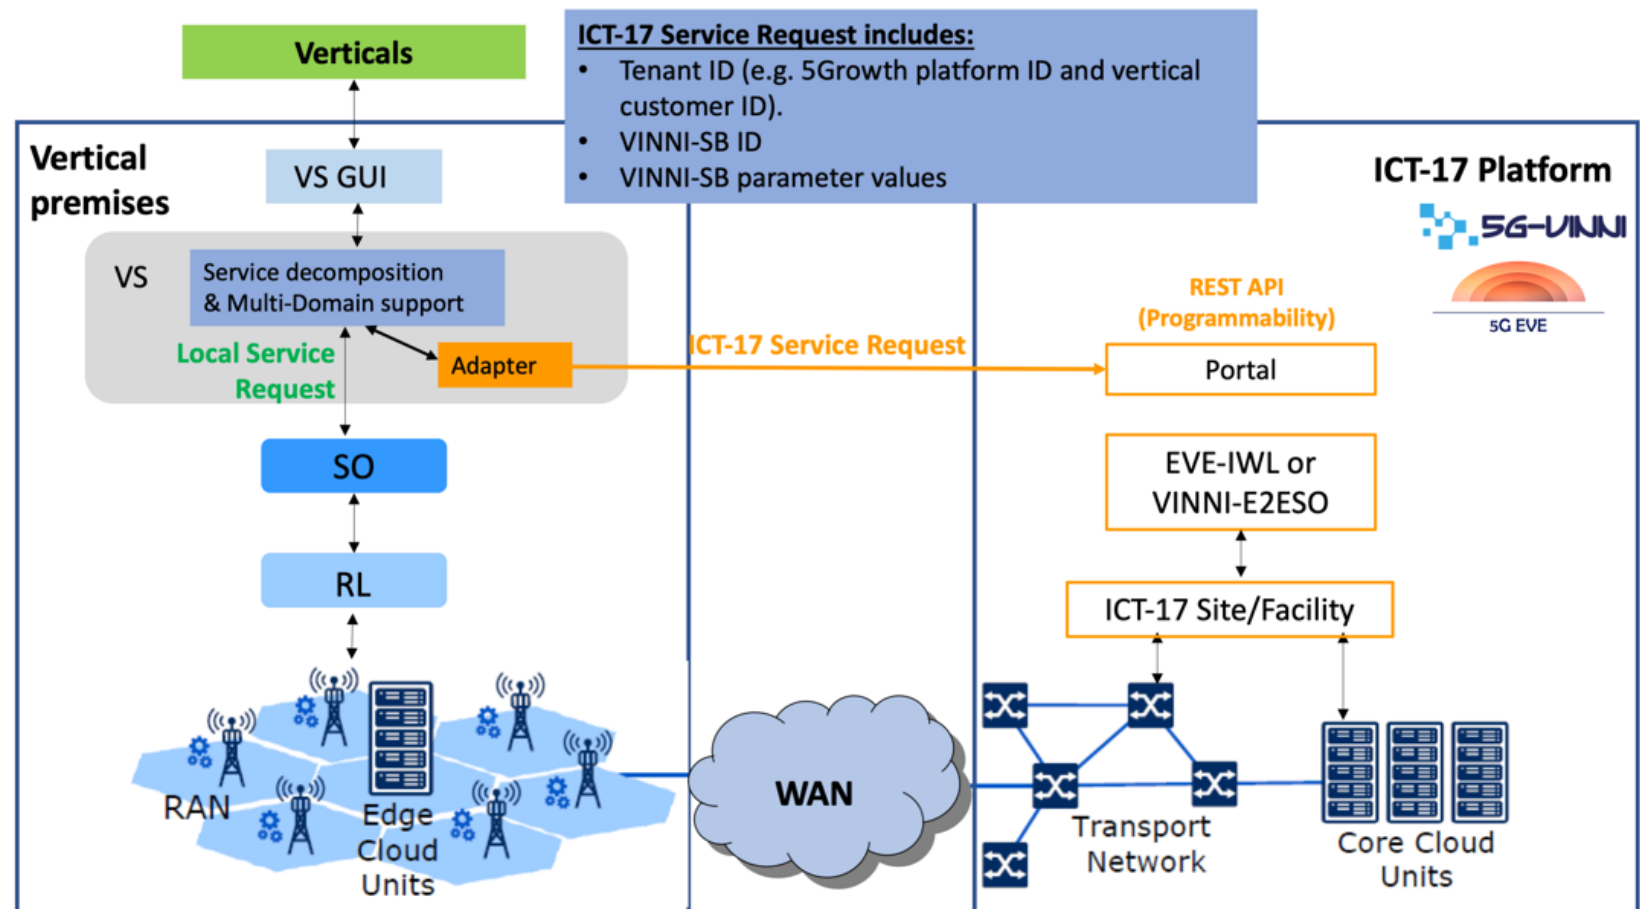 Verticals
ICT-17 Service Request includes:
• Tenant ID (e.g. 5Growth platform ID and vertical
customer ID).
• VINNI-SB ID
• VINNI-SB parameter values
Vertical
premises
VS GUI
ICT-17 Platform
5G-VINNI
5G EVE
VS
Service decomposition
& Multi-Domain support
Local Service
Request
Adapter
ICT-17 Service Request
REST API
(Programmability)
Portal
SO
EVE-IWL or
VINNI-E2ESO
RL
ICT-17 Site/Facility
RAN
Edge
Cloud
Units
WAN
Transport
Network
Core Cloud
Units